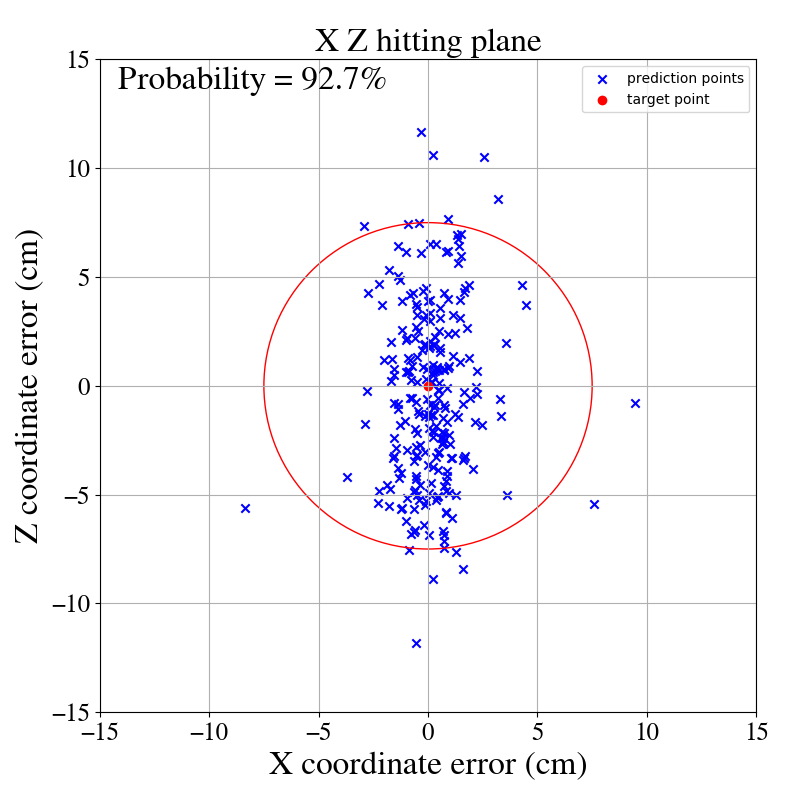 X Z hitting plane
Probability = 92.7%
prediction points
target point
15
10
5
0
−5
−10
−15
−15
−10
−5
0
5
10
15
Z coordinate error (cm)
X coordinate error (cm)